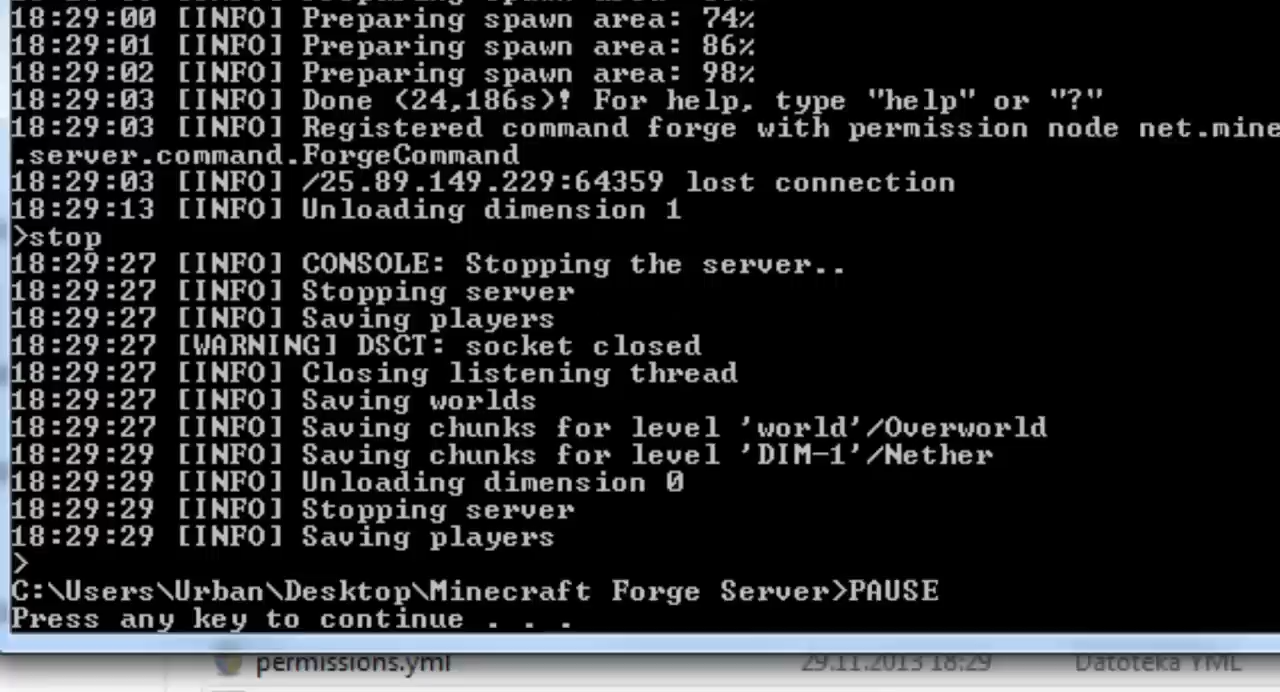 18:29:00 [INFO] Preparing spawn area: 74%
18:29:01 [INFO] Preparing spawn area: 86%
18:29:02 [INFO] Preparing spawn area: 98%
18:29:03 [INFO] Done (24,186s)! For help, type "help" or "?"
18:29:03 [INFO] Registered command forge with permission node net.mine
.server.command.ForgeCommand
18:29:03 [INFO] /25.89.149.229:64359 lost connection
18:29:13 [INFO] Unloading dimension 1
>stop
18:29:27 [INFO] CONSOLE: Stopping the server..
18:29:27 [INFO] Stopping server
18:29:27 [INFO] Saving players
18:29:27 [WARNING] DSCT: socket closed
18:29:27 [INFO] Closing listening thread
18:29:27 [INFO] Saving worlds
18:29:27 [INFO] Saving chunks for level 'world'/Overworld
18:29:29 [INFO] Saving chunks for level 'DIM-1'/Nether
18:29:29 [INFO] Unloading dimension 0
18:29:29 [INFO] Stopping server
18:29:29 [INFO] Saving players
>
C:\Users\Urban\Desktop\Minecraft Forge Server>PAUSE
Press any key to continue . . .
permissions.yml 29.11.2013 18:29 Datoteka YML